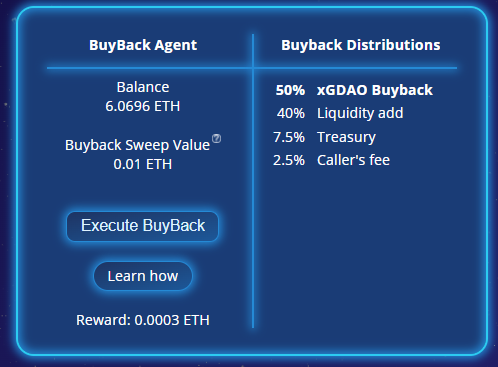 BuyBack Agent
Balance
6.0696 ETH
Buyback Sweep Value ?
0.01 ETH
Execute BuyBack
Learn how
Reward: 0.0003 ETH
Buyback Distributions
50% xGDAO Buyback
40% Liquidity add
7.5% Treasury
2.5% Caller's fee